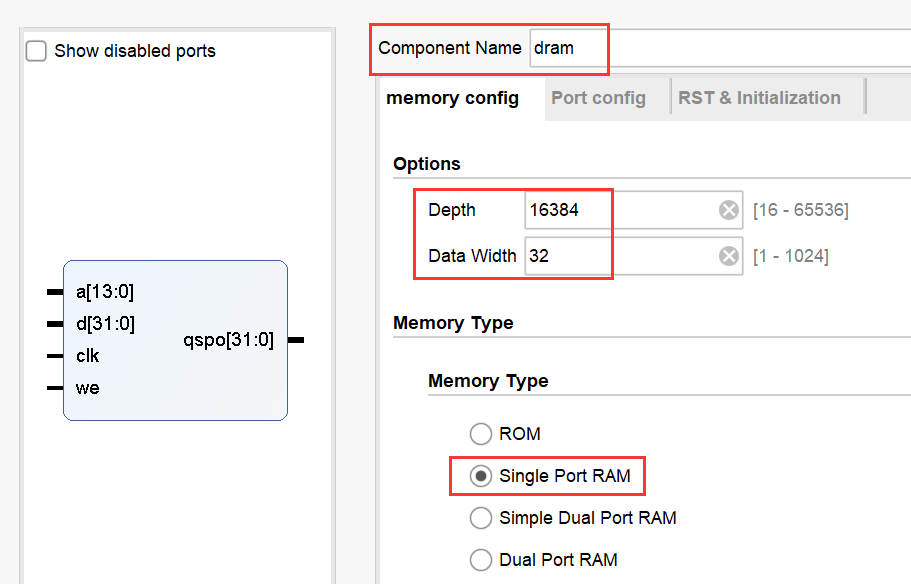 Show disabled ports
a[13:0]
d[31:0]
clk
we
qspo[31:0]
Component Name dram
memory config Port config RST & Initialization
Options
Depth 16384 [16 - 65536]
Data Width 32 [1 - 1024]
Memory Type
Memory Type
ROM
Single Port RAM
Simple Dual Port RAM
Dual Port RAM